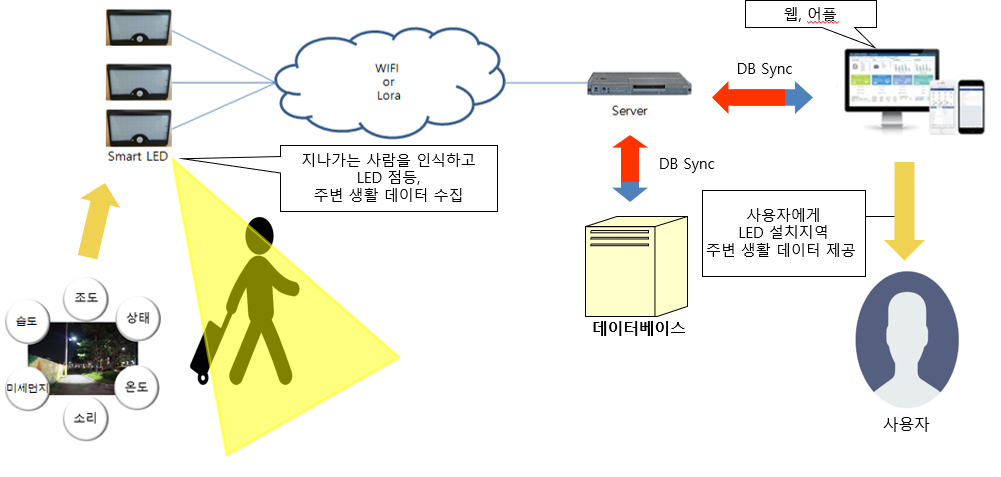 웹, 어플
WIFI
or
Lora
DB Sync
Server
Smart LED
지나가는 사람을 인식하고
LED 점등,
주변 생활 데이터 수집
DB Sync
사용자에게
LED 설치지역
주변 생활 데이터 제공
조도
습도
상태
미세먼지
온도
소리
데이터베이스
사용자